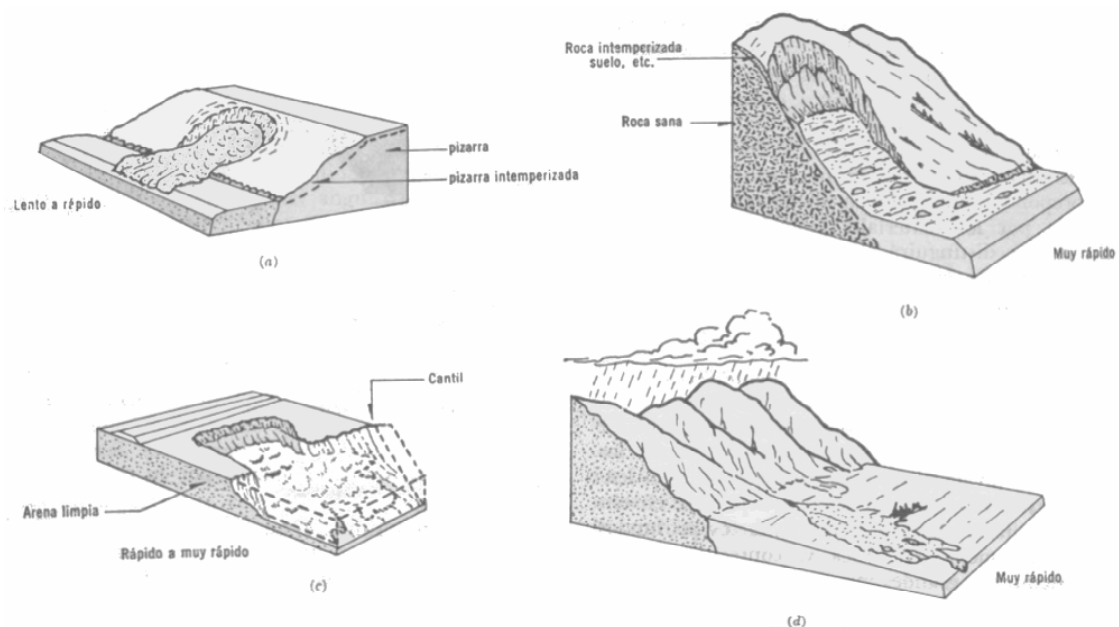 pizarra
pizarra intemperizada
Lento a répido
(a)
Roca intemperizada
suelo, etc.
Roca sana
Muy rápido
(b)
Cantil
Arena limpia
Rápido a muy rápido
(c)
Muy rápido
(d)